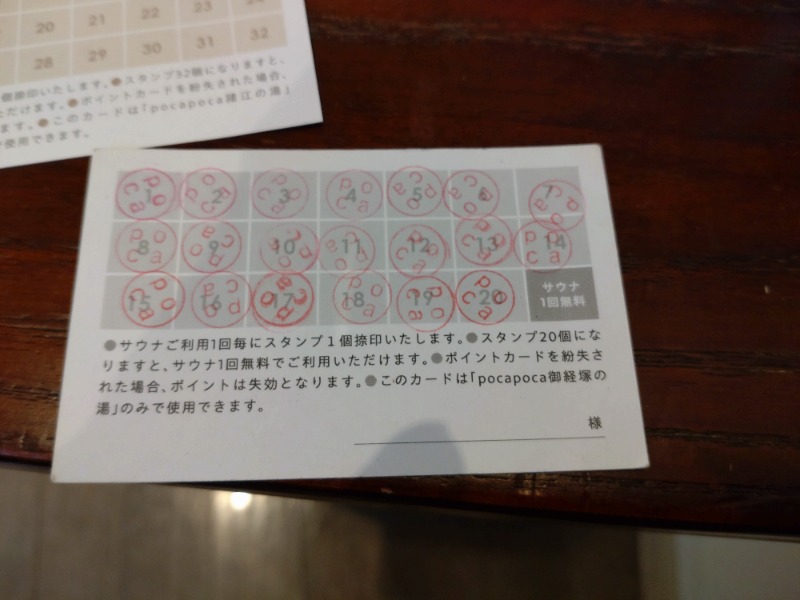 20 21 22 23 24
28 29 30 31 32
個捺印いたします。●スタンプ32個になりますと、
ただけます。●ポイントカードを紛失された場合、
ます。●このカードは「pocapoca鯖江の湯」
使用できます。
1 2 3 4 5 6 7
8 9 10 11 12 13 14
15 16 17 18 19 20 サウナ
1回無料
●サウナご利用1回毎にスタンプ1個捺印いたします。●スタンプ20個にな
りますと、サウナ1回無料でご利用いただけます。●ポイントカードを紛失さ
れた場合、ポイントは失効となります。●このカードは「pocapoca御経塚の
湯」のみで使用できます。
様